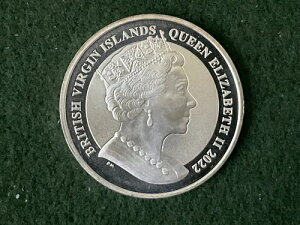 BRITISH VIRGIN ISLANDS QUEEN ELIZABETH II 2022